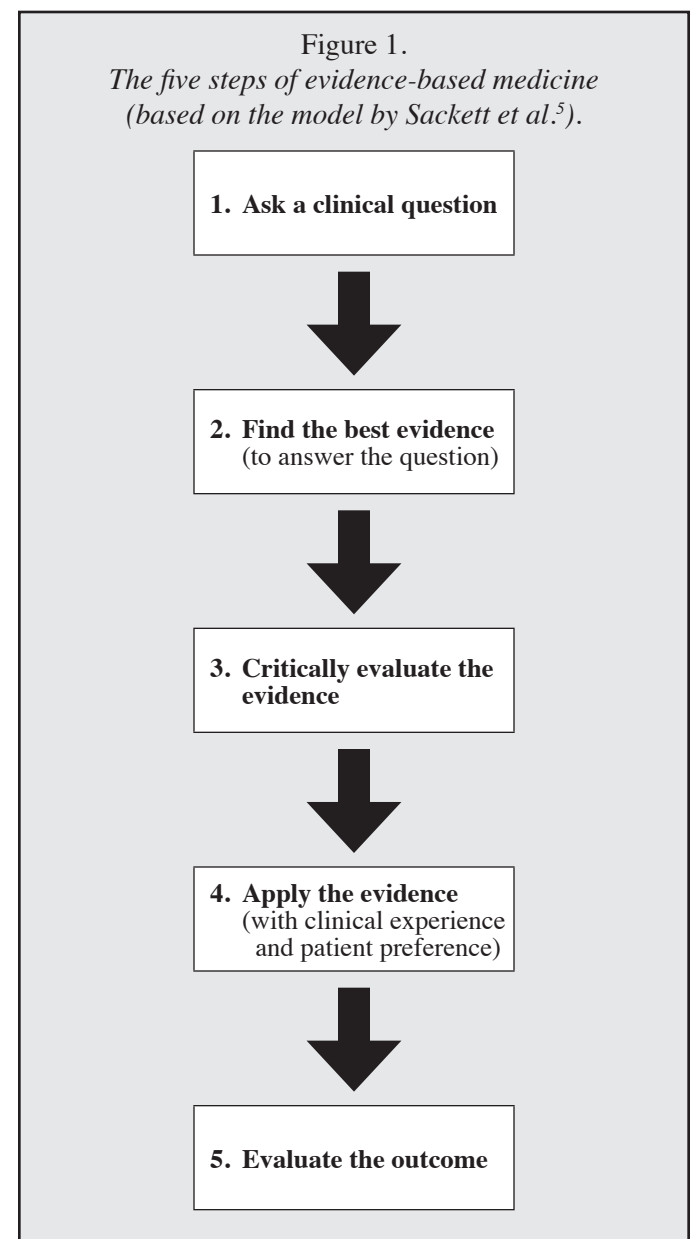 Figure 1.
The five steps of evidence-based medicine
(based on the model by Sackett et al.⁵).
1. Ask a clinical question
2. Find the best evidence
(to answer the question)
3. Critically evaluate the
evidence
4. Apply the evidence
(with clinical experience
and patient preference)
5. Evaluate the outcome